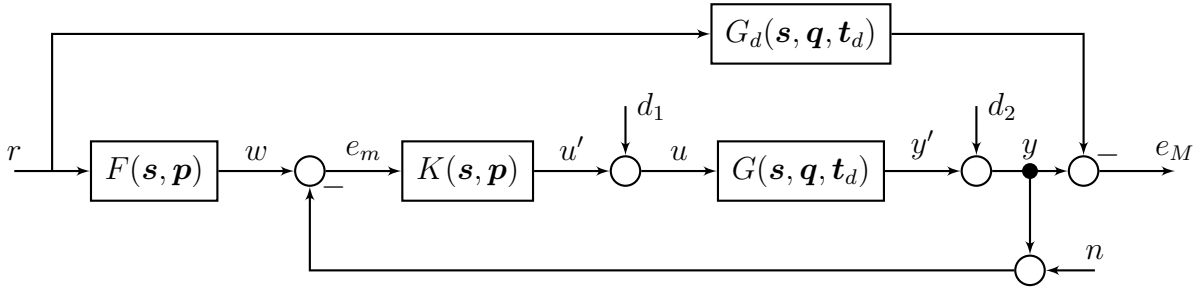 G_d(s, q, t_d)
r F(s, p) w − e_m K(s, p) u′ d_1 u G(s, q, t_d) y′ d_2 y − e_M
n